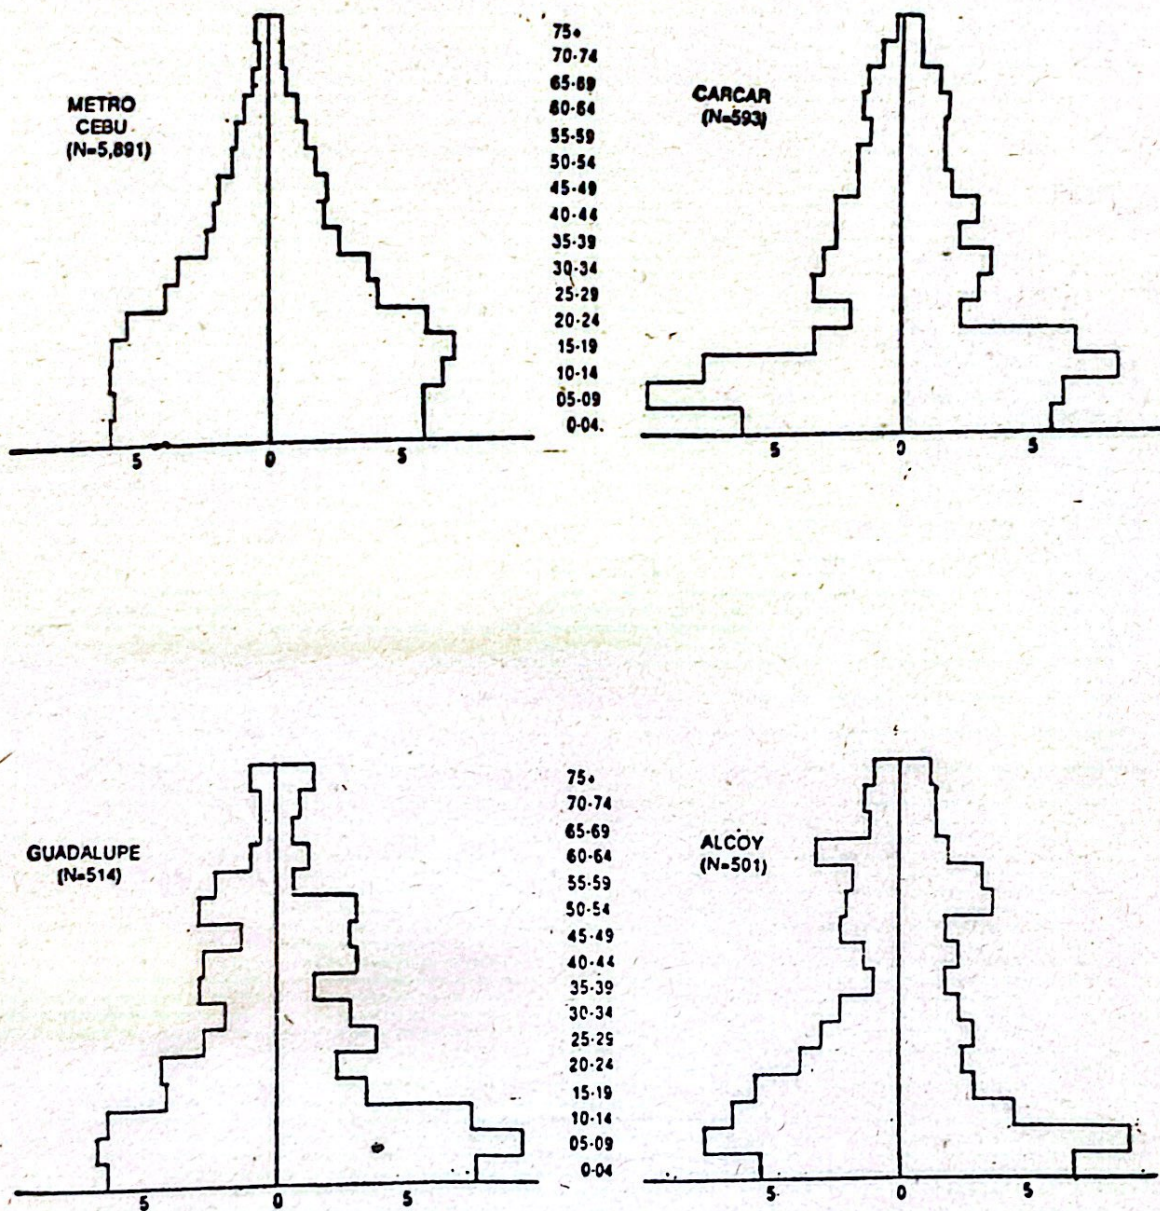 METRO
CEBU
(N=5,891)
75+
70-74
65-69
60-64
55-59
50-54
45-49
40-44
35-39
30-34
25-29
20-24
15-19
10-14
05-09
0-04.
CARCAR
(N=593)
5 0 5
5 0 5
GUADALUPE
(N=514)
75+
70-74
65-69
60-64
55-59
50-54
45-49
40-44
35-39
30-34
25-29
20-24
15-19
10-14
05-09
0-04
ALCOY
(N=501)
5 0 5
5 0 5